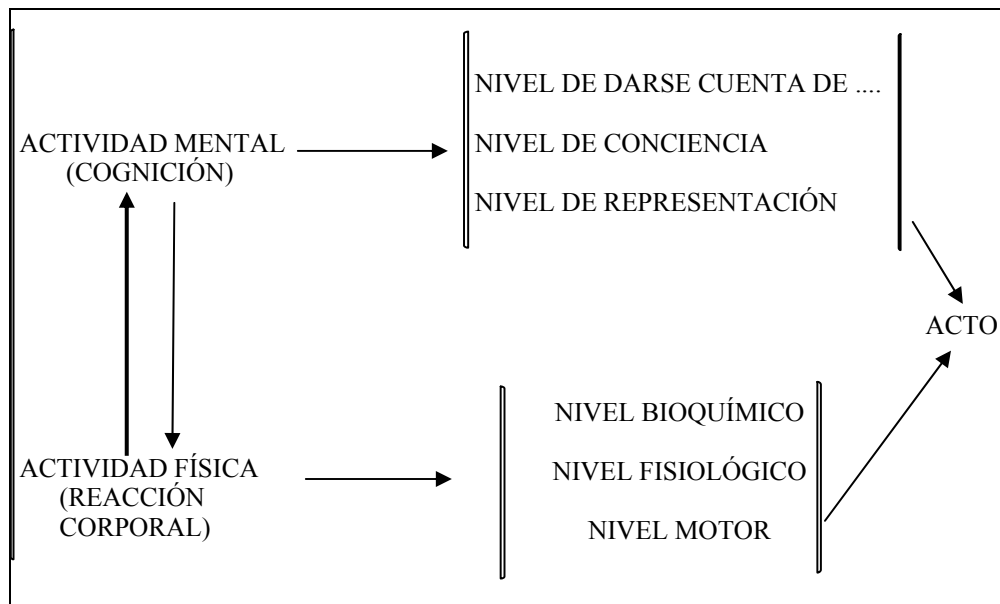 NIVEL DE DARSE CUENTA DE ....
ACTIVIDAD MENTAL
(COGNICIÓN)
NIVEL DE CONCIENCIA
NIVEL DE REPRESENTACIÓN
ACTO
NIVEL BIOQUÍMICO
ACTIVIDAD FÍSICA
(REACCIÓN
CORPORAL)
NIVEL FISIOLÓGICO
NIVEL MOTOR